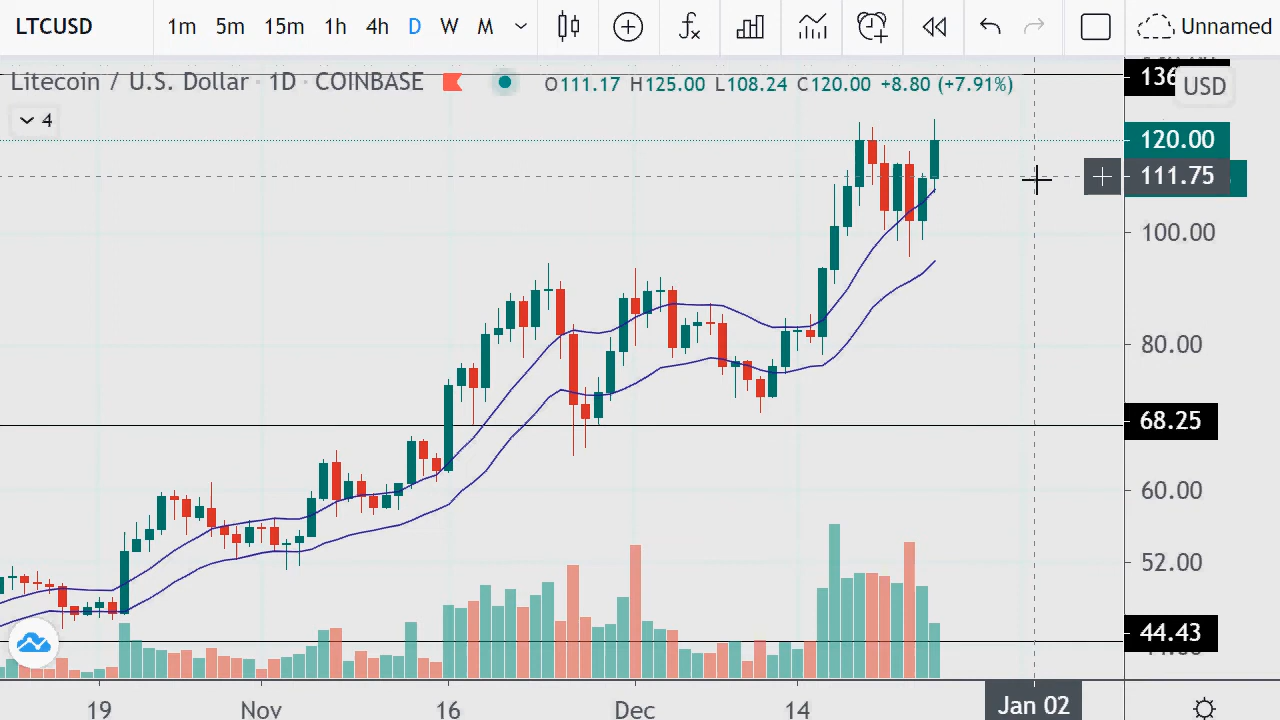 LTCUSD 1m 5m 15m 1h 4h D W M Unnamed
Litecoin / U.S. Dollar · 1D · COINBASE O111.17 H125.00 L108.24 C120.00 +8.80 (+7.91%)
USD
4
120.00
111.75
100.00
80.00
68.25
60.00
52.00
44.43
19 Nov 16 Dec 14 Jan 02